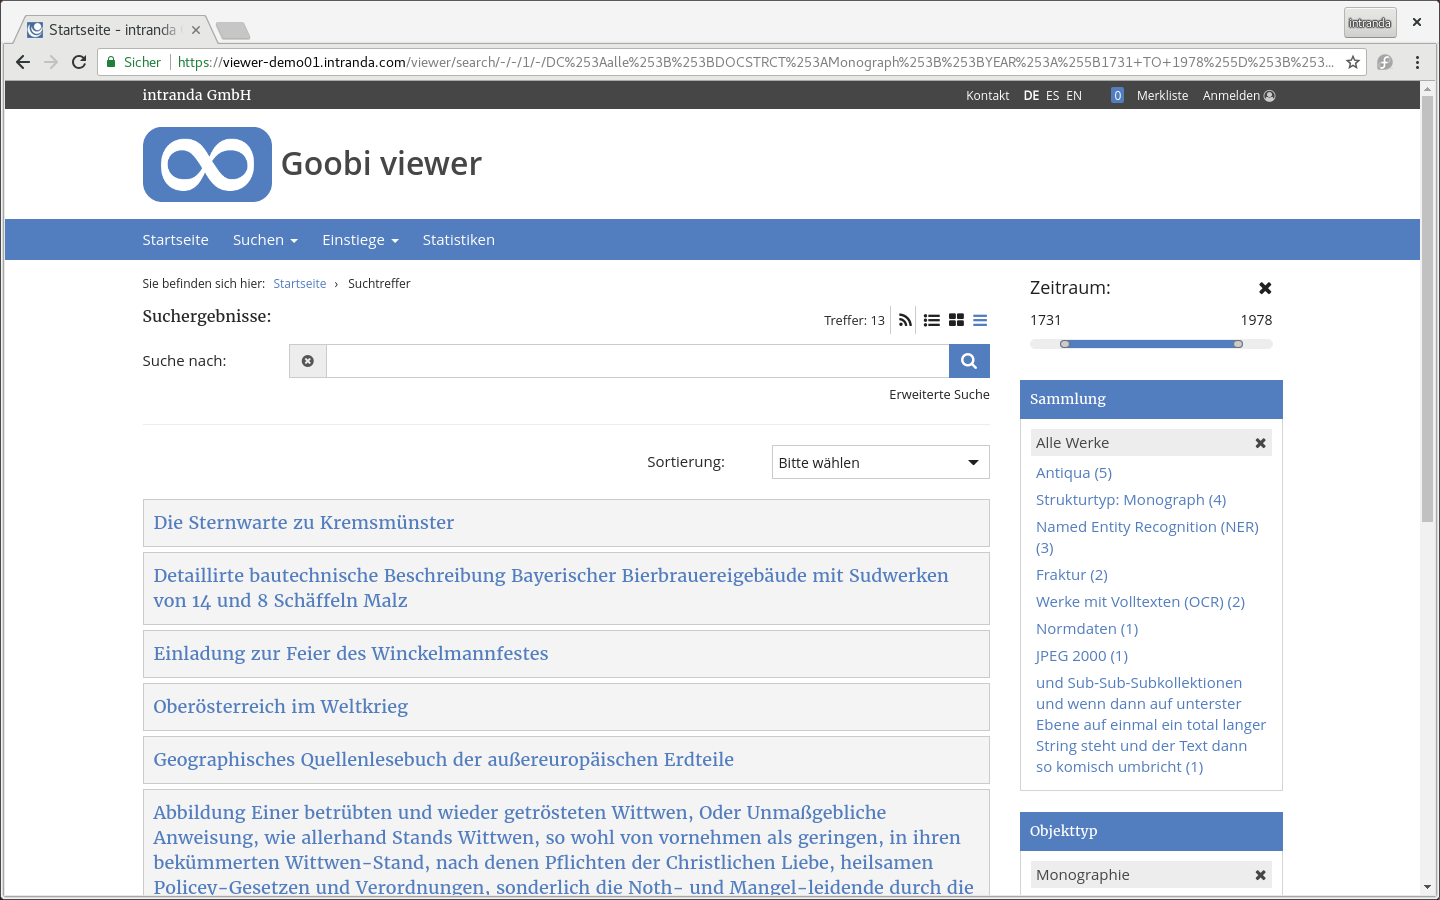 Startseite - intranda
intranda
Sicher
https://viewer-demo01.intranda.com/viewer/search/-/-/1/-/DC%253Aalle%253B%253BDOCSTRCT%253AMonograph%253B%253BYEAR%253A%255B1731+TO+1978%255D%253B%253...
intranda GmbH
Kontakt DE ES EN 0 Merkliste Anmelden
Goobi viewer
Startseite Suchen Einstiege Statistiken
Sie befinden sich hier: Startseite › Suchtreffer
Suchergebnisse:
Treffer: 13
Suche nach:
Erweiterte Suche
Sortierung: Bitte wählen
Die Sternwarte zu Kremsmünster
Detaillirte bautechnische Beschreibung Bayerischer Bierbrauereigebäude mit Sudwerken
von 14 und 8 Schäffeln Malz
Einladung zur Feier des Winckelmannfestes
Oberösterreich im Weltkrieg
Geographisches Quellenlesebuch der außereuropäischen Erdteile
Abbildung Einer betrübten und wieder getrösteten Wittwen, Oder Unmaßgebliche
Anweisung, wie allerhand Stands Wittwen, so wohl von vornehmen als geringen, in ihren
bekümmerten Wittwen-Stand, nach denen Pflichten der Christlichen Liebe, heilsamen
Policey-Gesetzen und Verordnungen, sonderlich die Noth- und Mangel-leidende durch die
Zeitraum:
1731 1978
Sammlung
Alle Werke
Antiqua (5)
Strukturtyp: Monograph (4)
Named Entity Recognition (NER)
(3)
Fraktur (2)
Werke mit Volltexten (OCR) (2)
Normdaten (1)
JPEG 2000 (1)
und Sub-Sub-Subkollektionen
und wenn dann auf unterster
Ebene auf einmal ein total langer
String steht und der Text dann
so komisch umbricht (1)
Objekttyp
Monographie